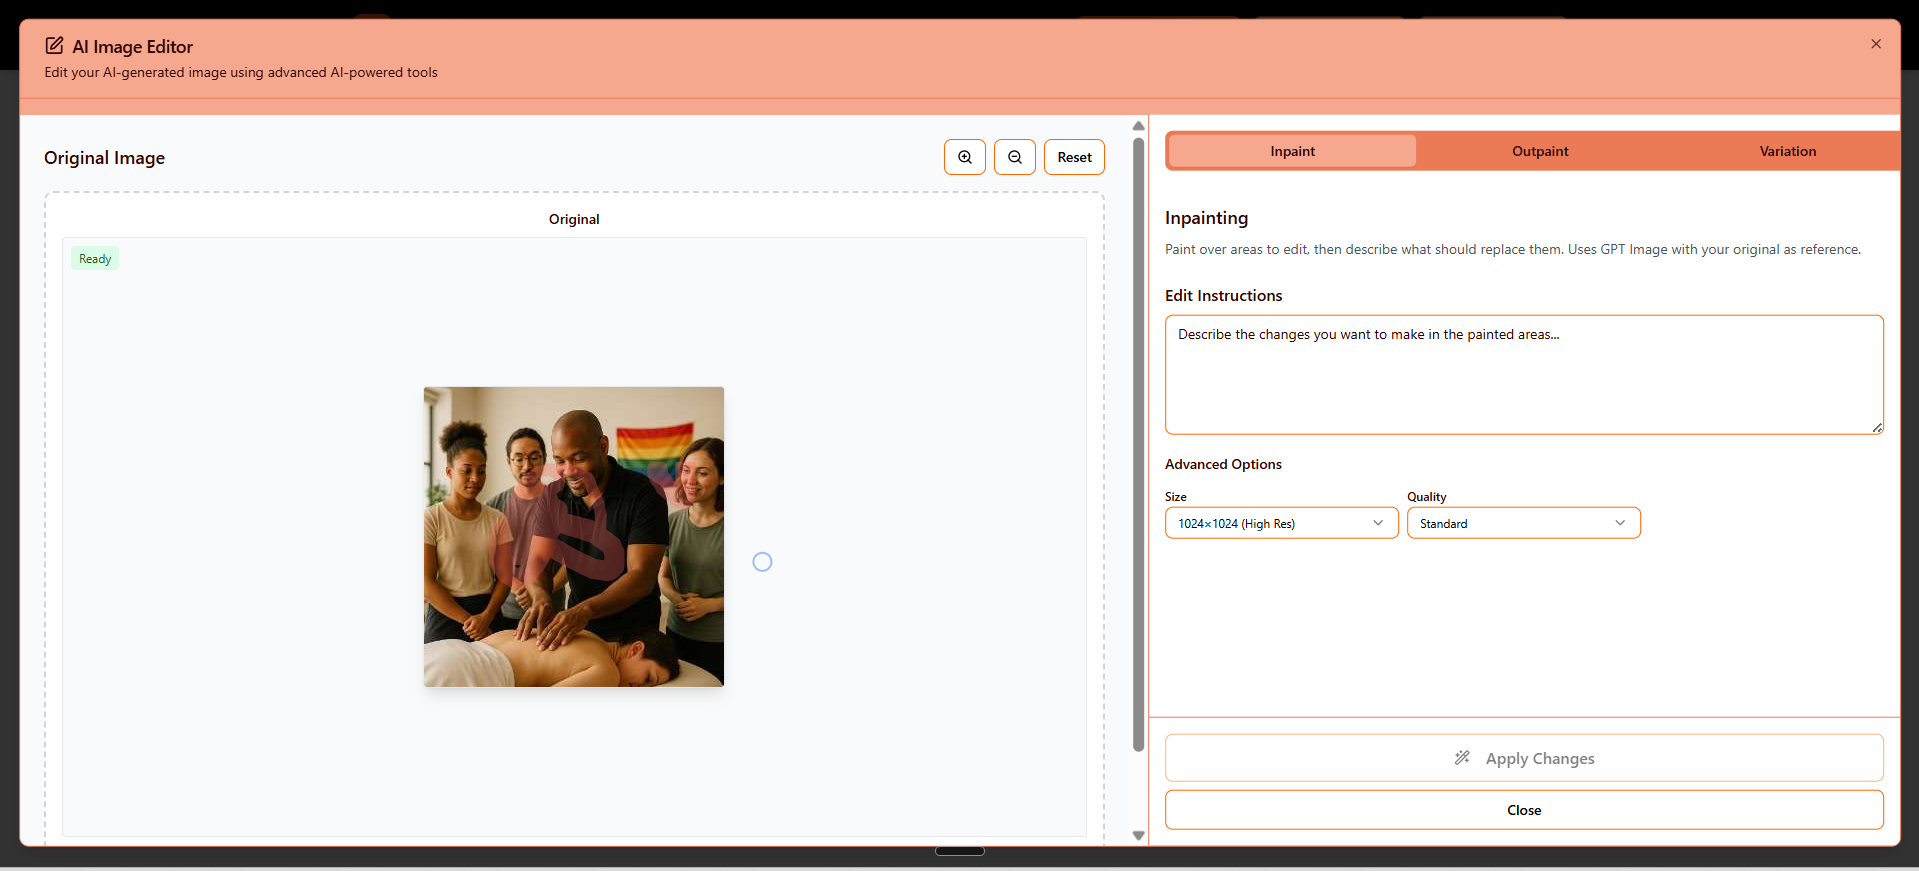 AI Image Editor
Edit your AI-generated image using advanced AI-powered tools
Original Image
Reset
Original
Ready
Inpaint
Outpaint
Variation
Inpainting
Paint over areas to edit, then describe what should replace them. Uses GPT Image with your original as reference.
Edit Instructions
Describe the changes you want to make in the painted areas...
Advanced Options
Size
Quality
1024×1024 (High Res)
Standard
Apply Changes
Close